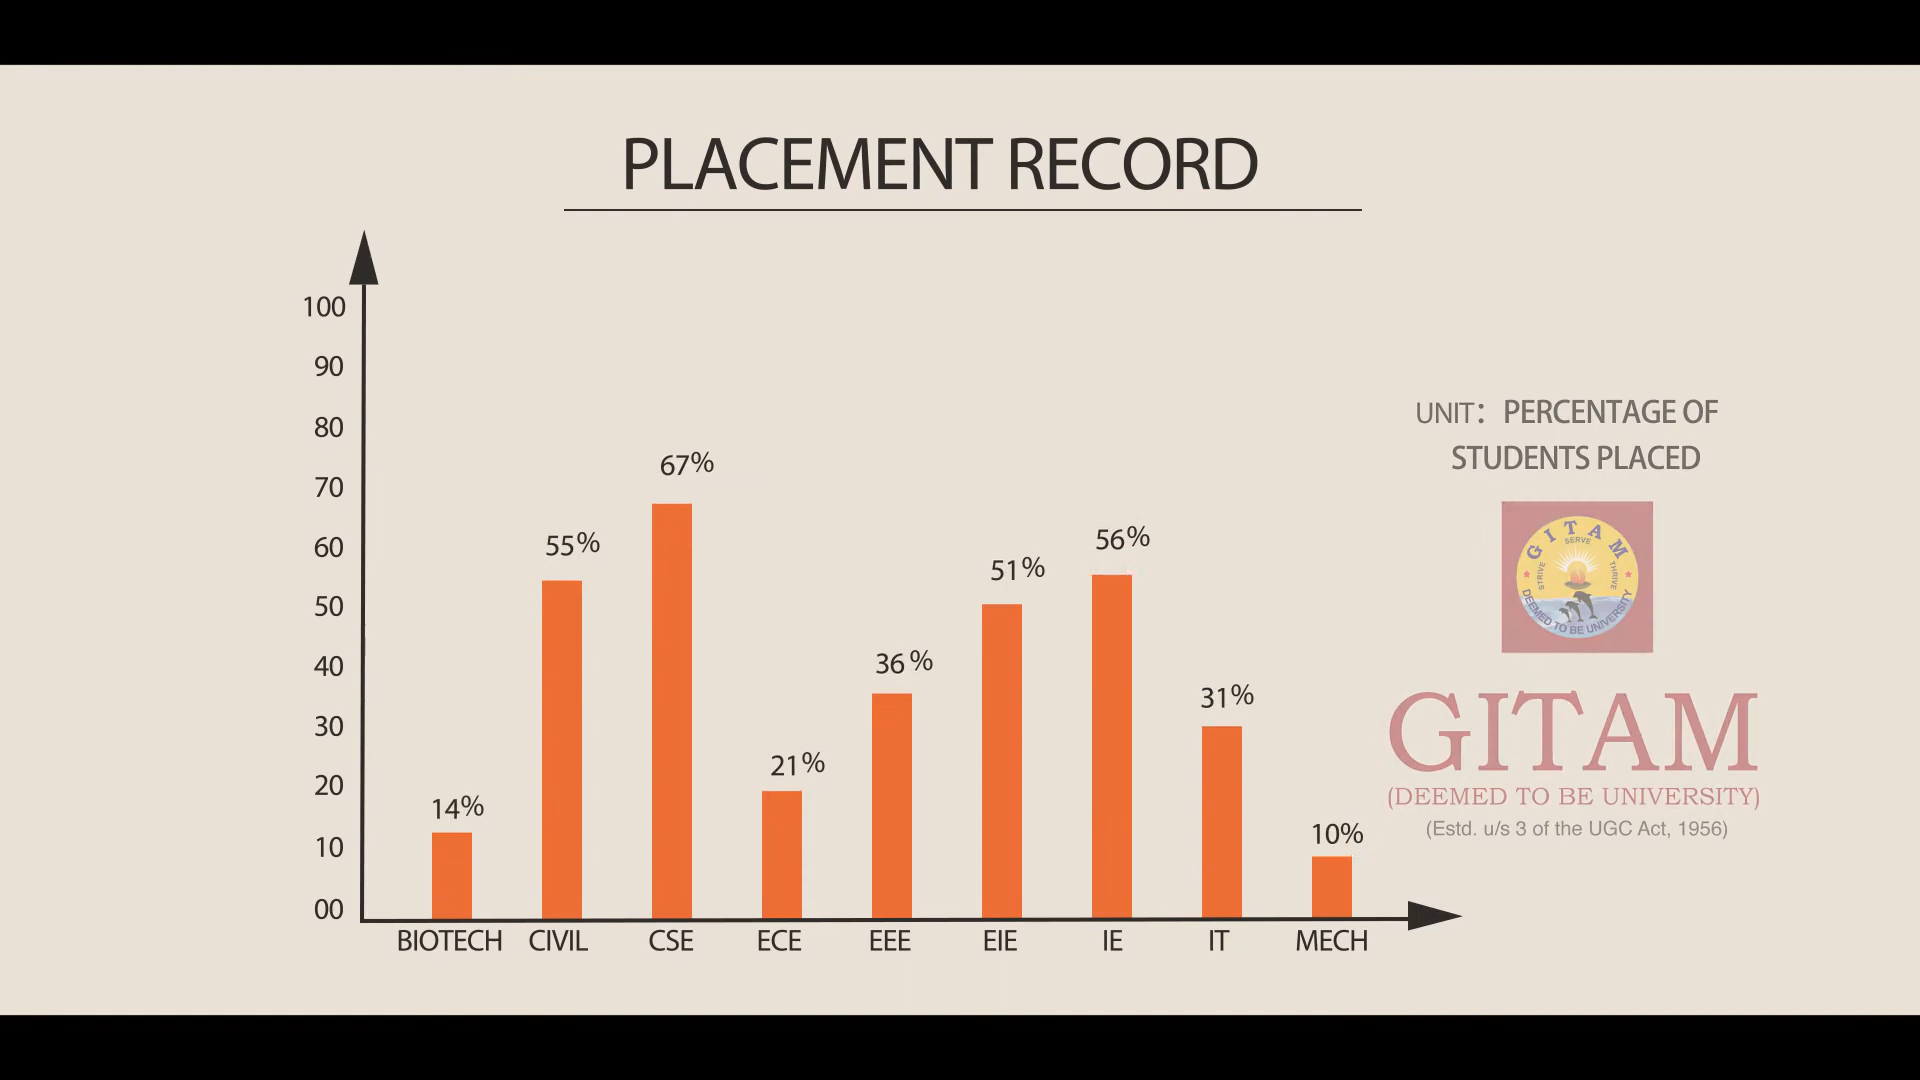 PLACEMENT RECORD
100
90
80
70
60
50
40
30
20
10
00
14%
55%
67%
21%
36 %
51%
56%
31%
10%
BIOTECH CIVIL CSE ECE EEE EIE IE IT MECH
UNIT: PERCENTAGE OF
STUDENTS PLACED
GITAM
STRIVE SERVE THRIVE
DEEMED TO BE UNIVERSITY
GITAM
(DEEMED TO BE UNIVERSITY)
(Estd. u/s 3 of the UGC Act, 1956)